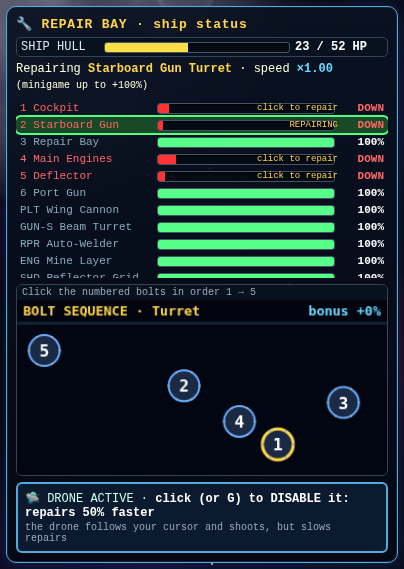 🔧 REPAIR BAY · ship status
SHIP HULL 23 / 52 HP
Repairing Starboard Gun Turret · speed ×1.00
(minigame up to +100%)
1 Cockpit click to repair DOWN
2 Starboard Gun REPAIRING DOWN
3 Repair Bay 100%
4 Main Engines click to repair DOWN
5 Deflector click to repair DOWN
6 Port Gun 100%
PLT Wing Cannon 100%
GUN-S Beam Turret 100%
RPR Auto-Welder 100%
ENG Mine Layer 100%
SHD Reflector Grid 100%
Click the numbered bolts in order 1 → 5
BOLT SEQUENCE · Turret bonus +0%
5
2
3
4
1
🛸 DRONE ACTIVE · click (or G) to DISABLE it:
repairs 50% faster
the drone follows your cursor and shoots, but slows
repairs